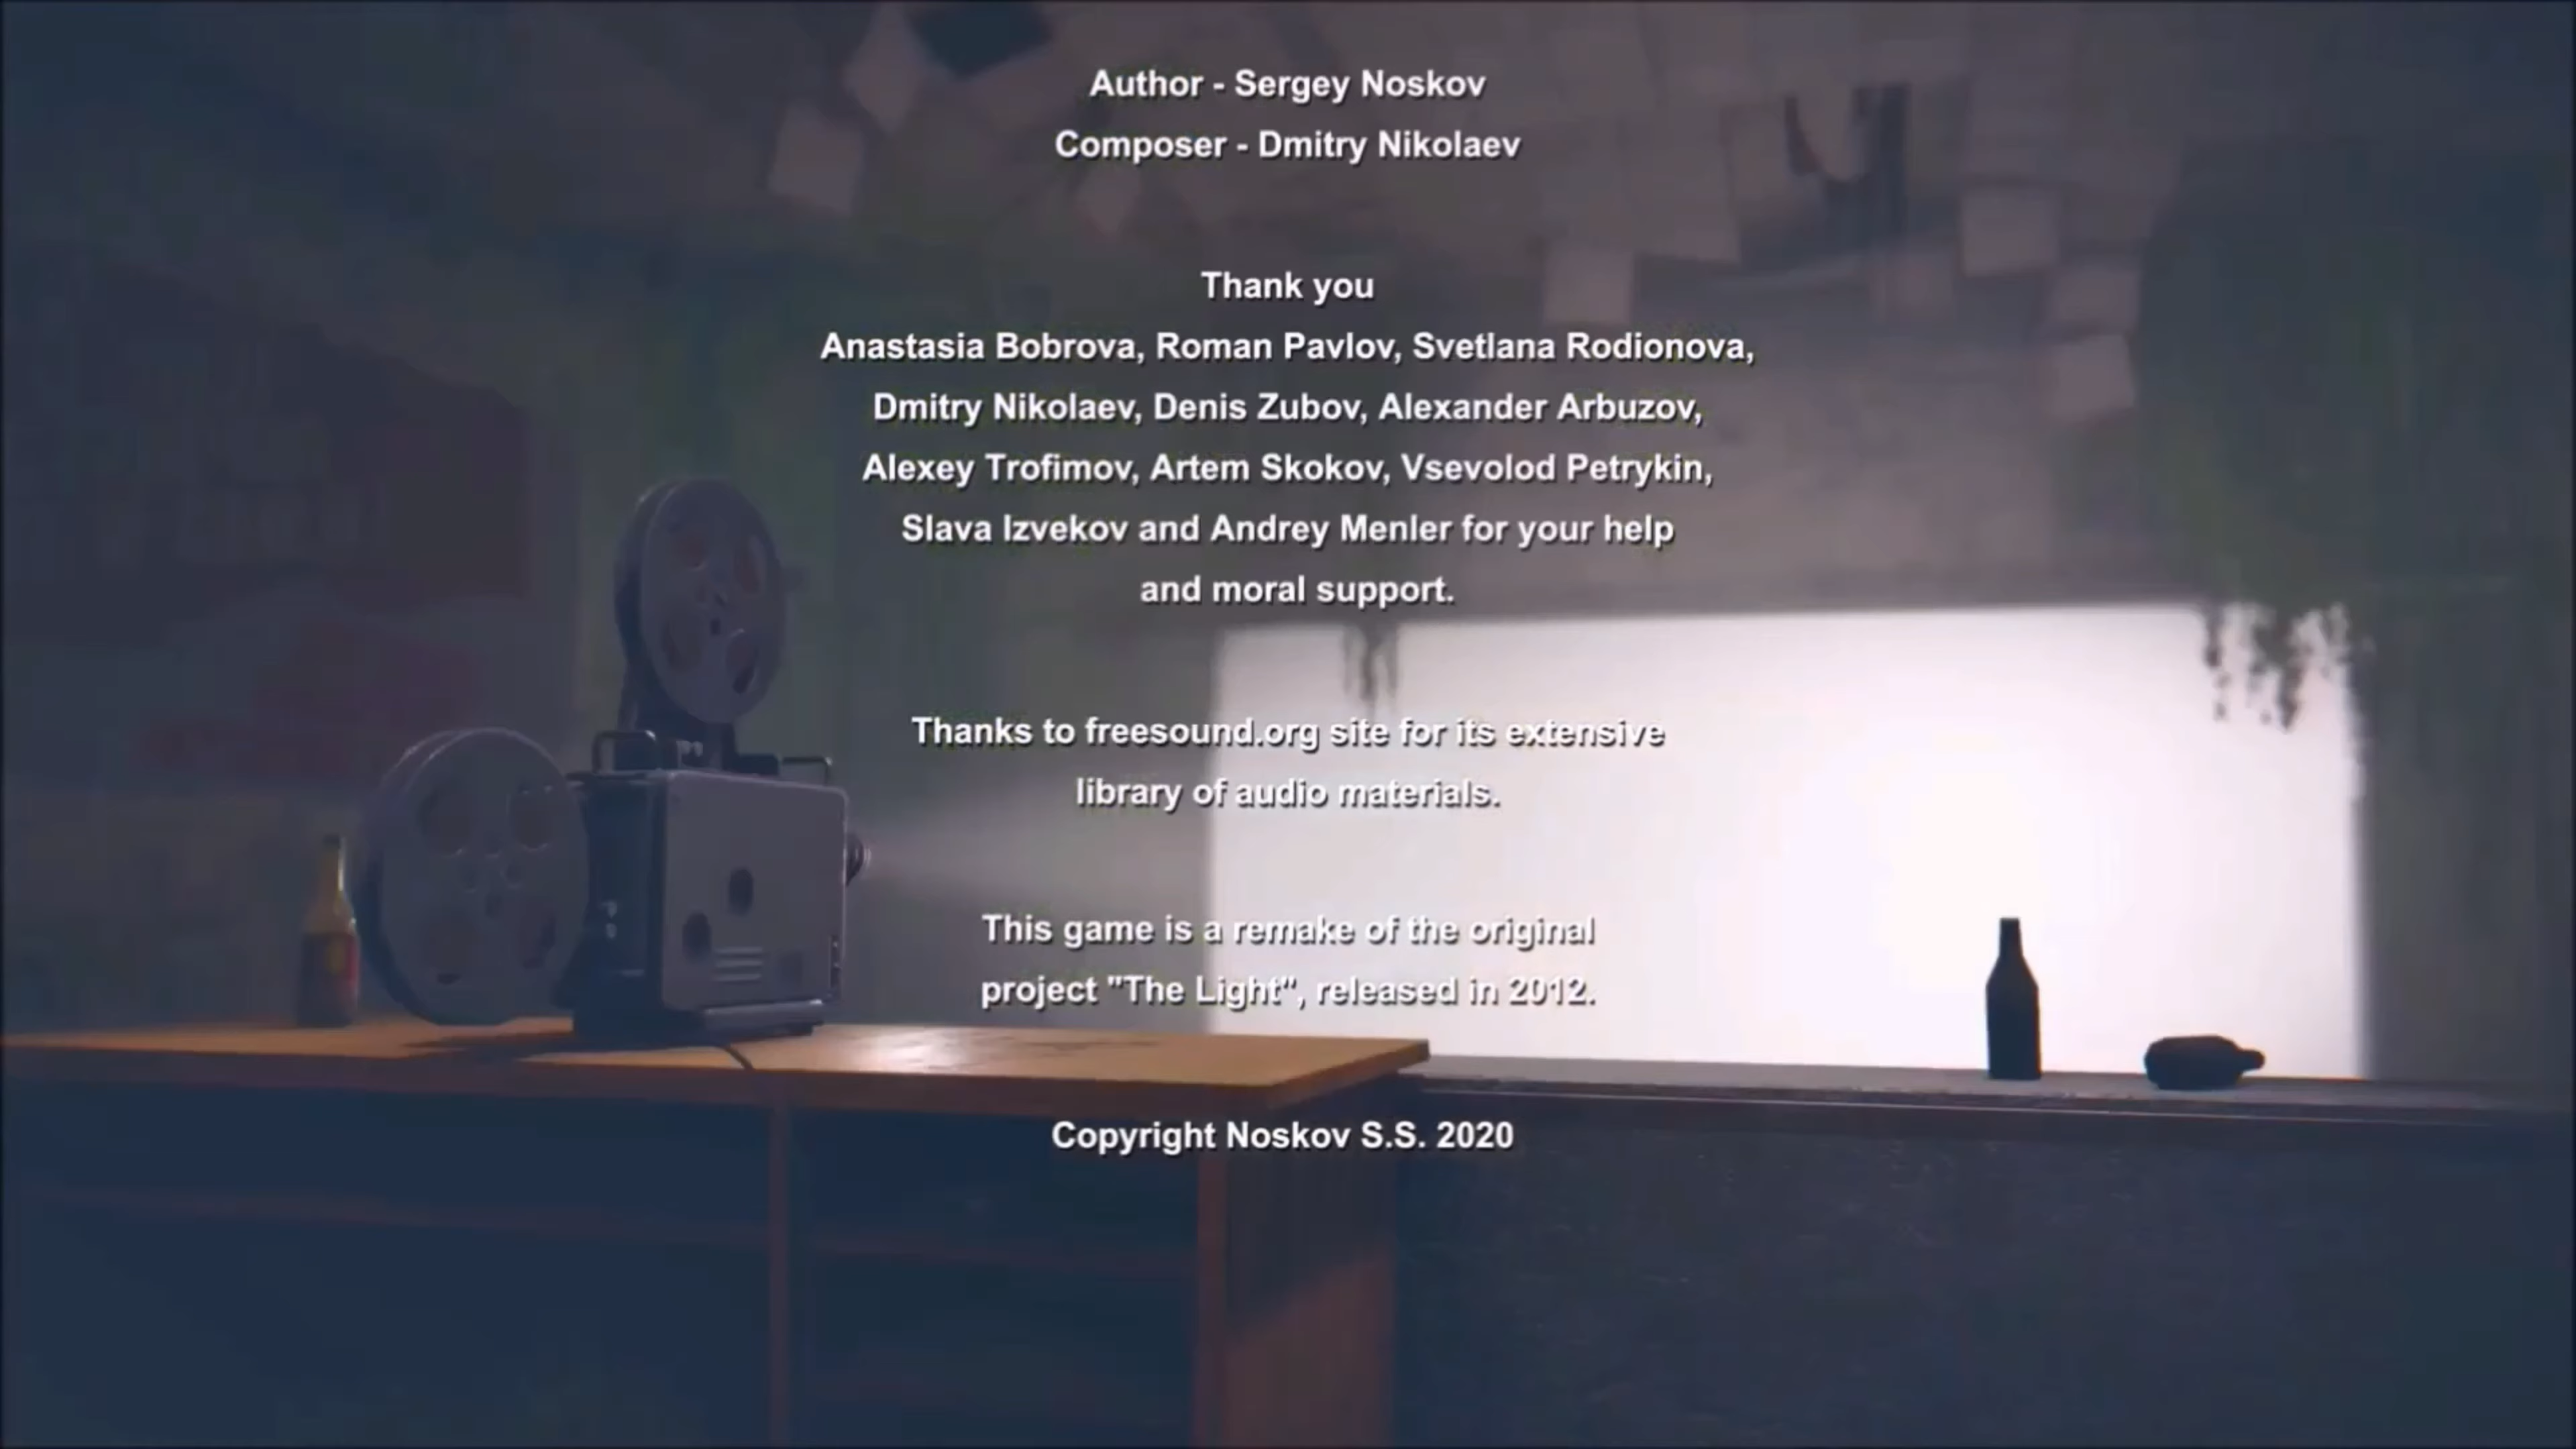 Author - Sergey Noskov
Composer - Dmitry Nikolaev
Thank you
Anastasia Bobrova, Roman Pavlov, Svetlana Rodionova,
Dmitry Nikolaev, Denis Zubov, Alexander Arbuzov,
Alexey Trofimov, Artem Skokov, Vsevolod Petrykin,
Slava Izvekov and Andrey Menler for your help
and moral support.
Thanks to freesound.org site for its extensive
library of audio materials.
This game is a remake of the original
project "The Light", released in 2012.
Copyright Noskov S.S. 2020